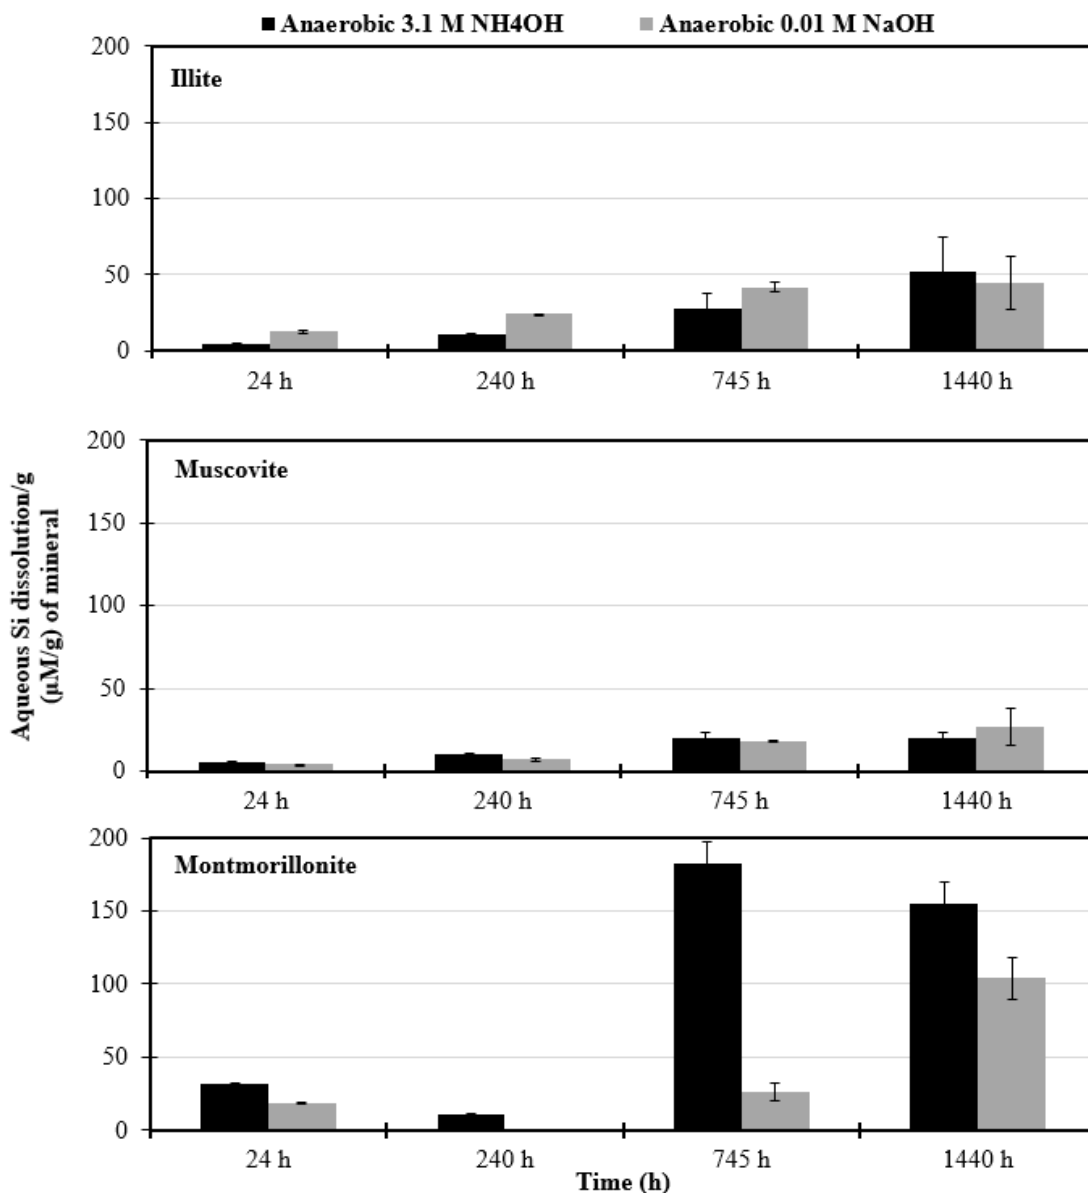 Anaerobic 3.1 M NH4OH Anaerobic 0.01 M NaOH
Aqueous Si dissolution/g
(µM/g) of mineral
Illite
200
150
100
50
0
24 h 240 h 745 h 1440 h
Muscovite
200
150
100
50
0
24 h 240 h 745 h 1440 h
Montmorillonite
200
150
100
50
0
24 h 240 h 745 h 1440 h
Time (h)